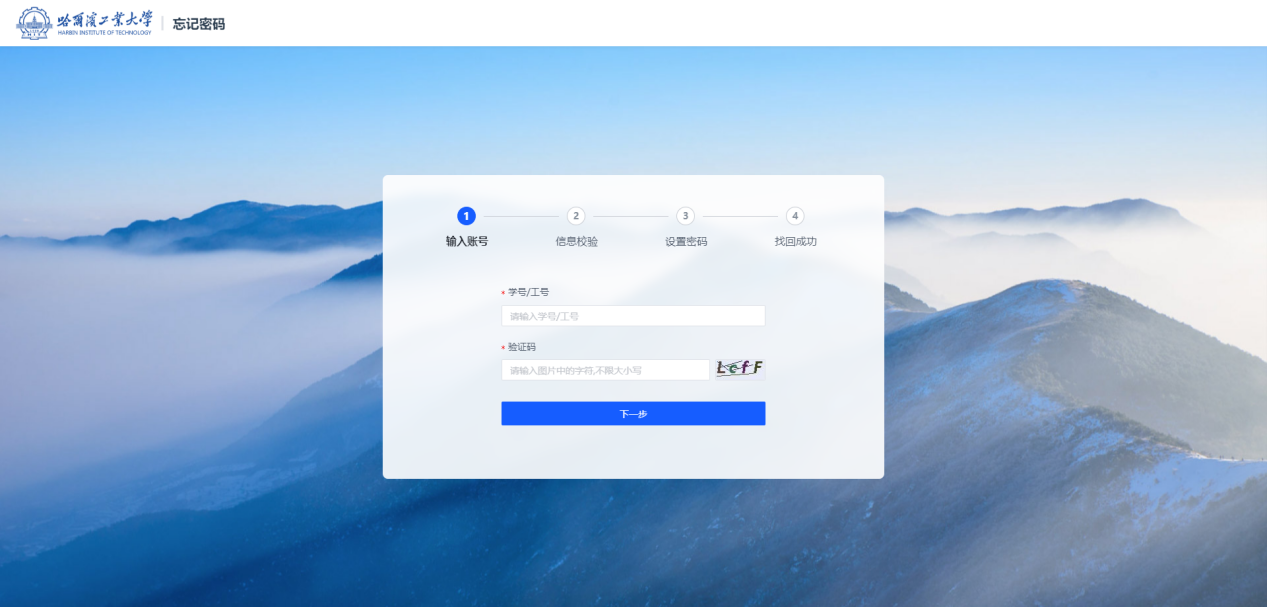 哈爾濱工業大學
HARBIN INSTITUTE OF TECHNOLOGY
忘记密码
1
2
3
4
输入账号
信息校验
设置密码
找回成功
* 学号/工号
请输入学号/工号
* 验证码
请输入图片中的字符,不限大小写
LefF
下一步